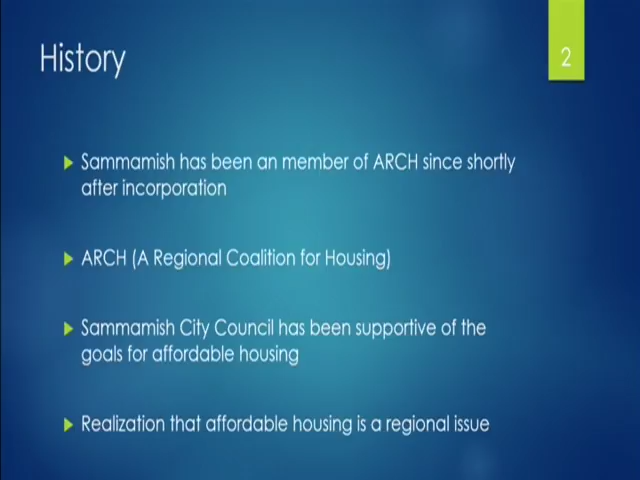 History
2
Sammamish has been an member of ARCH since shortly
after incorporation
ARCH (A Regional Coalition for Housing)
Sammamish City Council has been supportive of the
goals for affordable housing
Realization that affordable housing is a regional issue